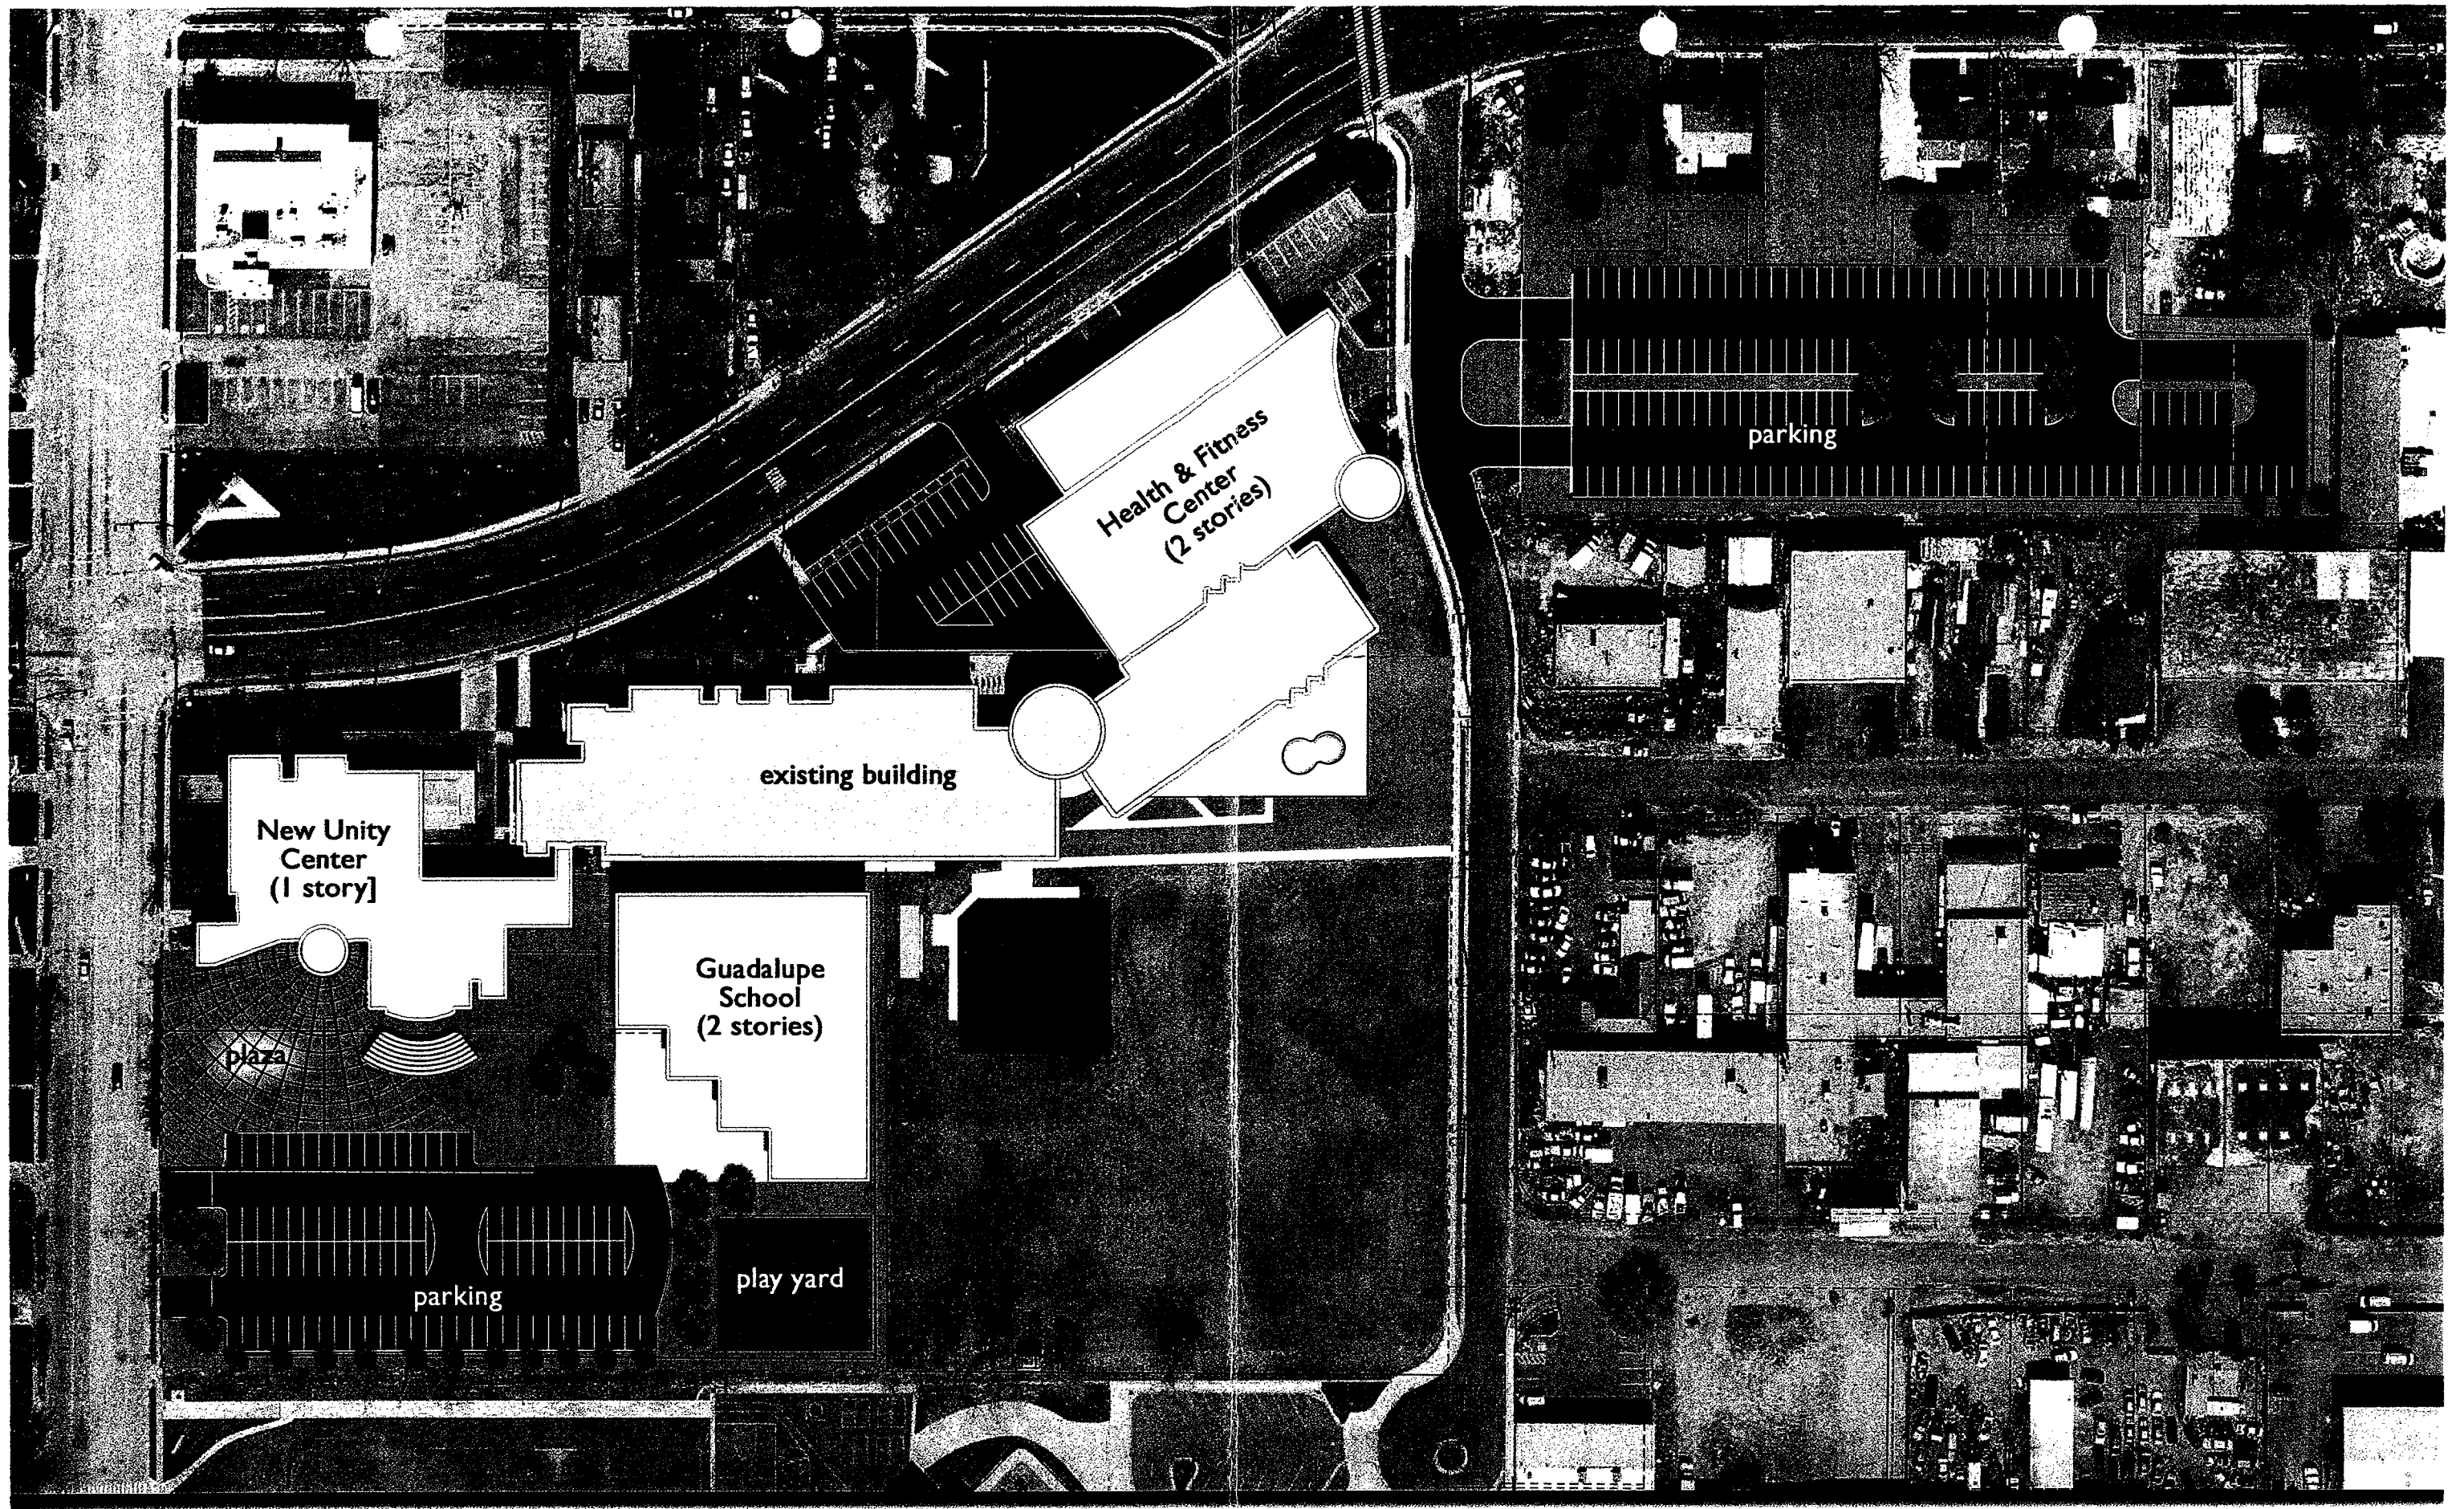 Health & Fitness
Center
(2 stories)
parking
existing building
New Unity
Center
(1 story]
Guadalupe
School
(2 stories)
plaza
play yard
parking